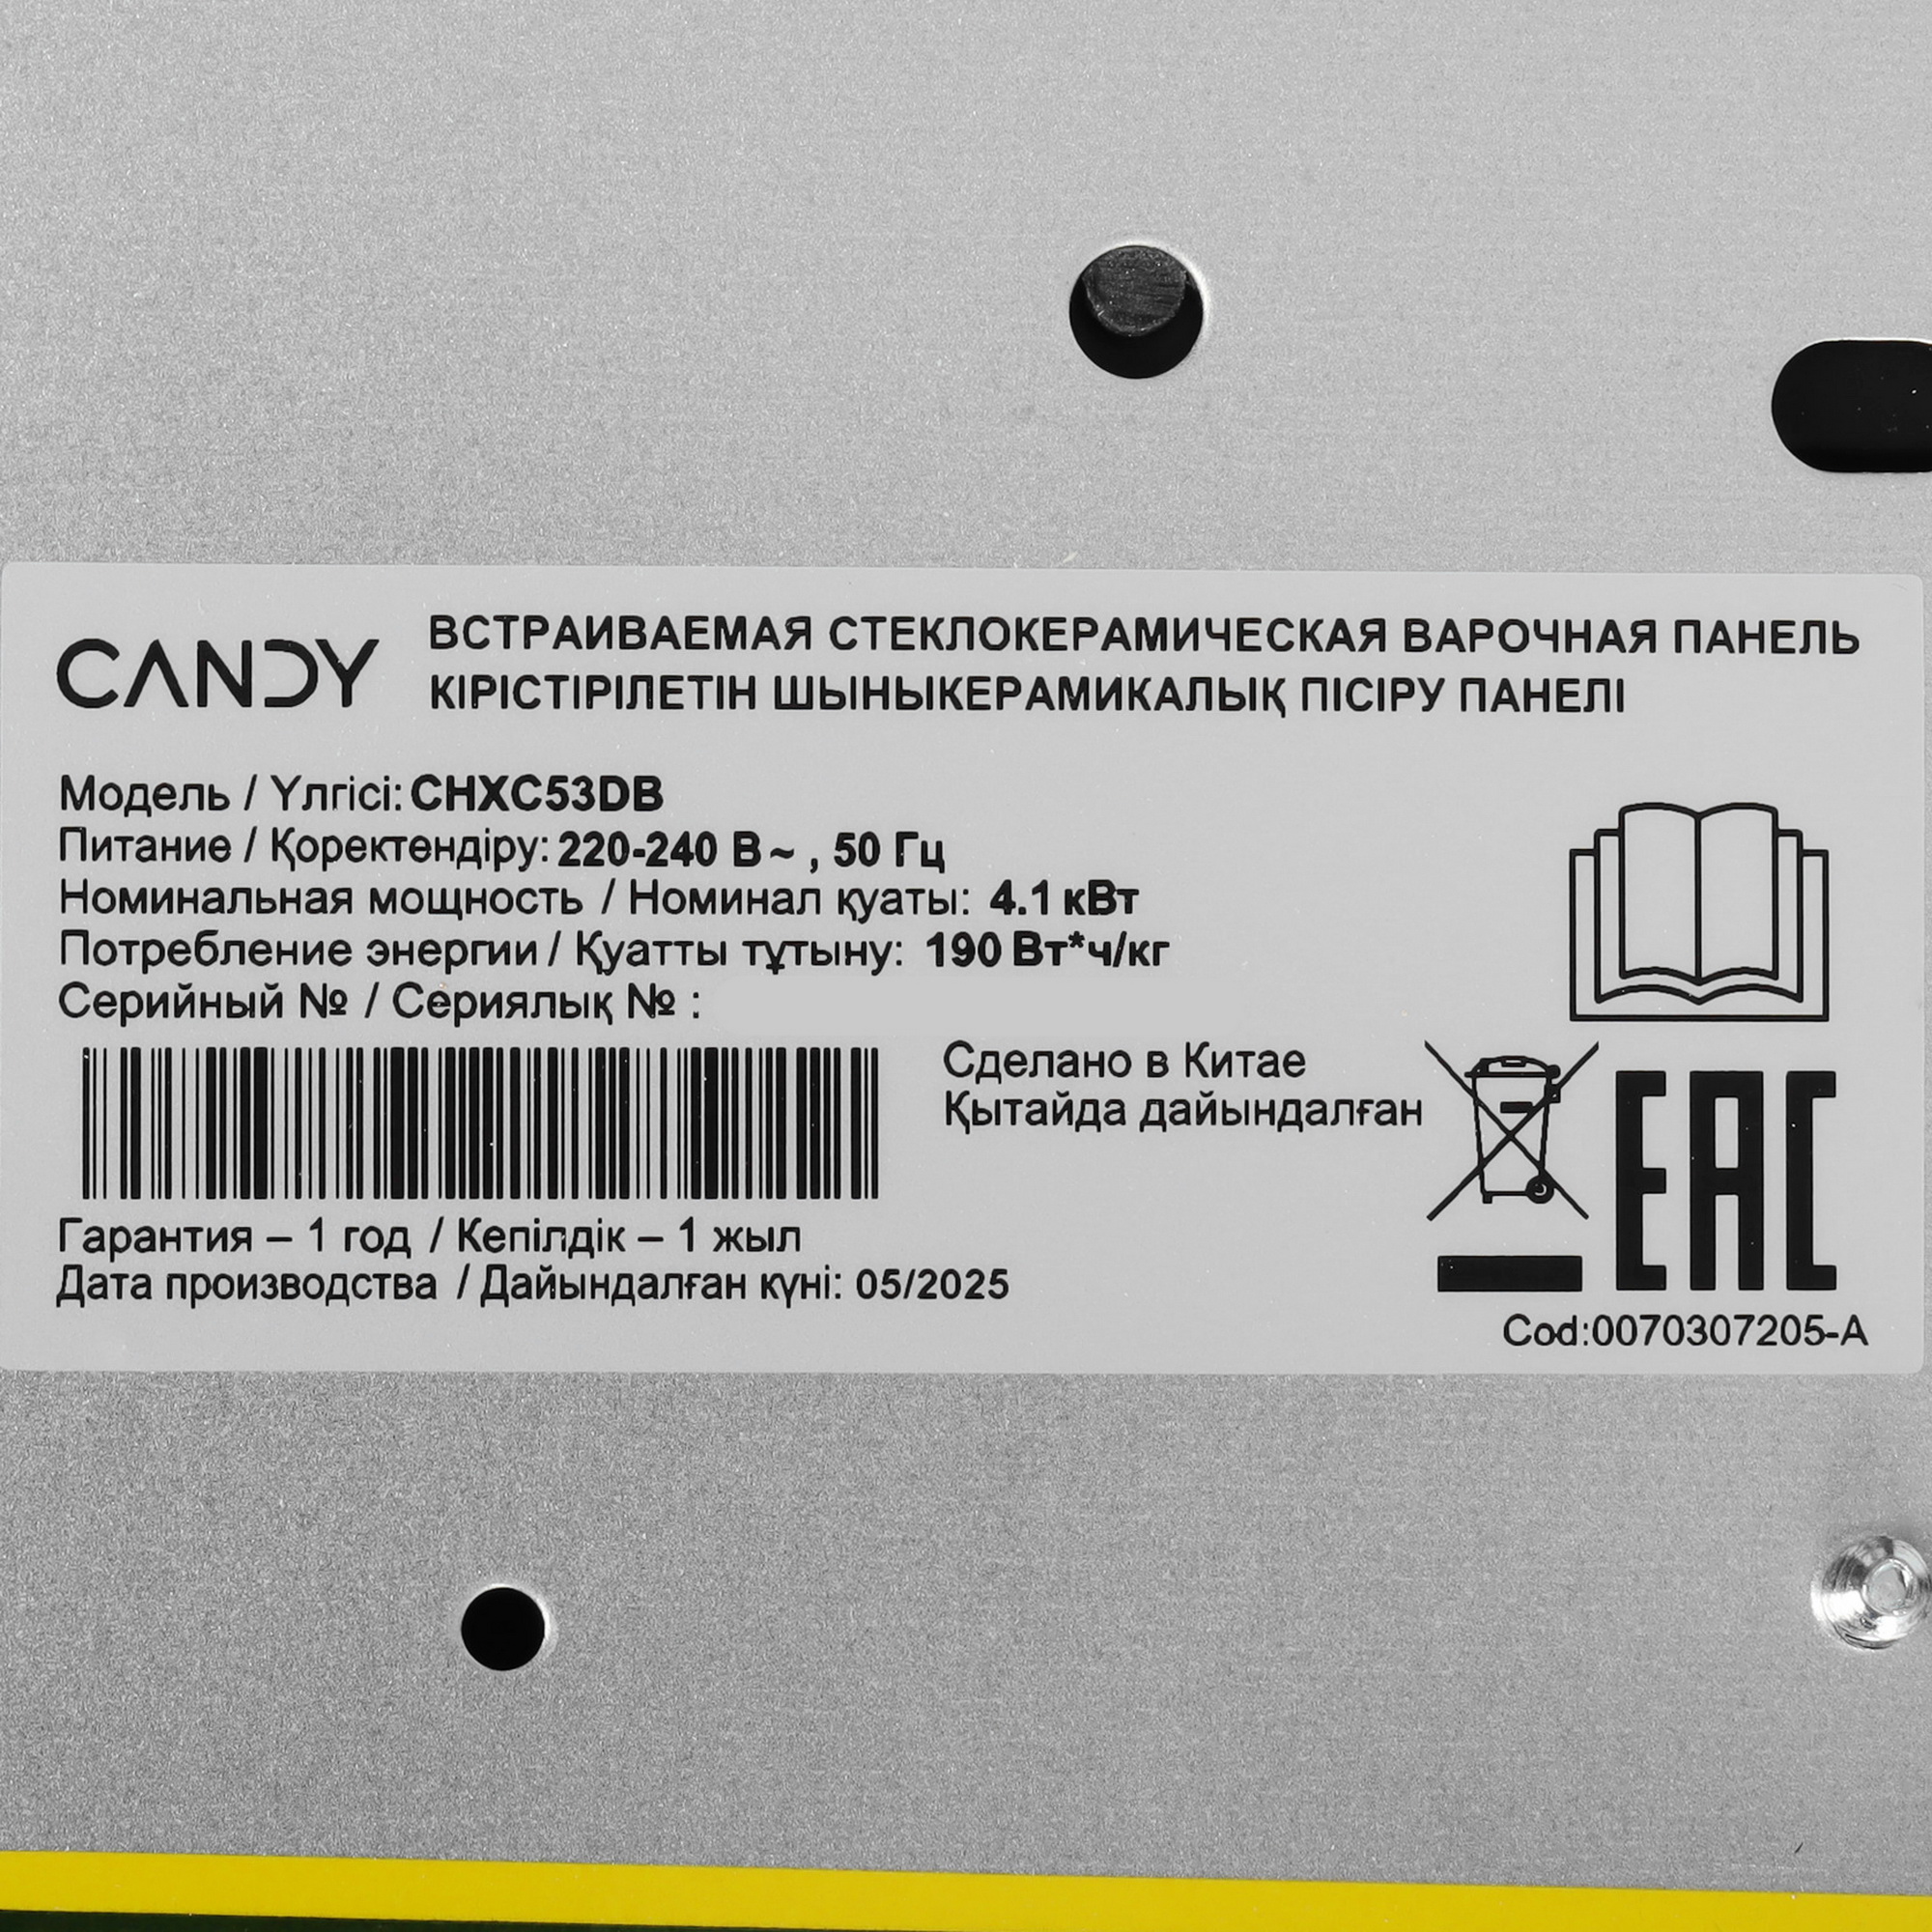 CANDY
ВСТРАИВАЕМАЯ СТЕКЛОКЕРАМИЧЕСКАЯ ВАРОЧНАЯ ПАНЕЛЬ
КІРІСТІРІЛЕТІН ШЫНЫКЕРАМИКАЛЫҚ ПІСІРУ ПАНЕЛІ
Модель / Үлгісі: CHXC53DB
Питание / Қоректендіру: 220-240 В~ , 50 Гц
Номинальная мощность / Номинал қуаты: 4.1 кВт
Потребление энергии / Қуатты тұтыну: 190 Вт*ч/кг
Серийный № / Сериялық № :
Сделано в Китае
Қытайда дайындалған
EAC
Гарантия – 1 год / Кепілдік – 1 жыл
Дата производства / Дайындалған күні: 05/2025
Cod:0070307205-A